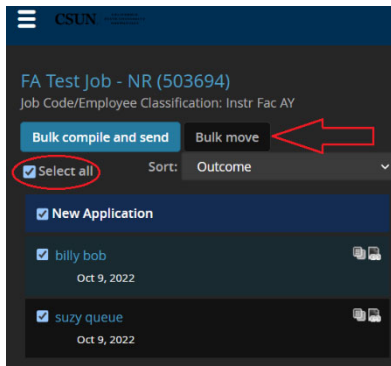 CSUN
FA Test Job - NR (503694)
Job Code/Employee Classification: Instr Fac AY
Bulk compile and send Bulk move
Select all Sort: Outcome
New Application
billy bob
Oct 9, 2022
suzy queue
Oct 9, 2022